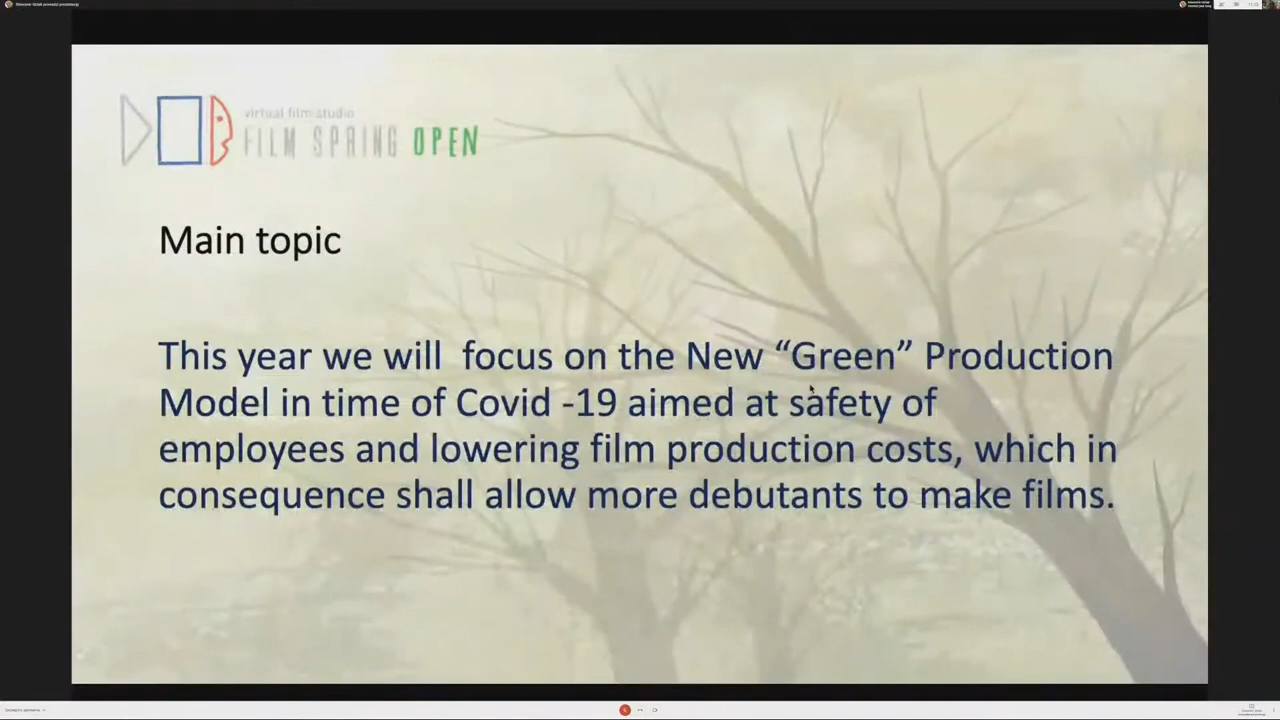 virtual film studio
FILM SPRING OPEN
Main topic
This year we will focus on the New “Green” Production
Model in time of Covid -19 aimed at safety of
employees and lowering film production costs, which in
consequence shall allow more debutants to make films.